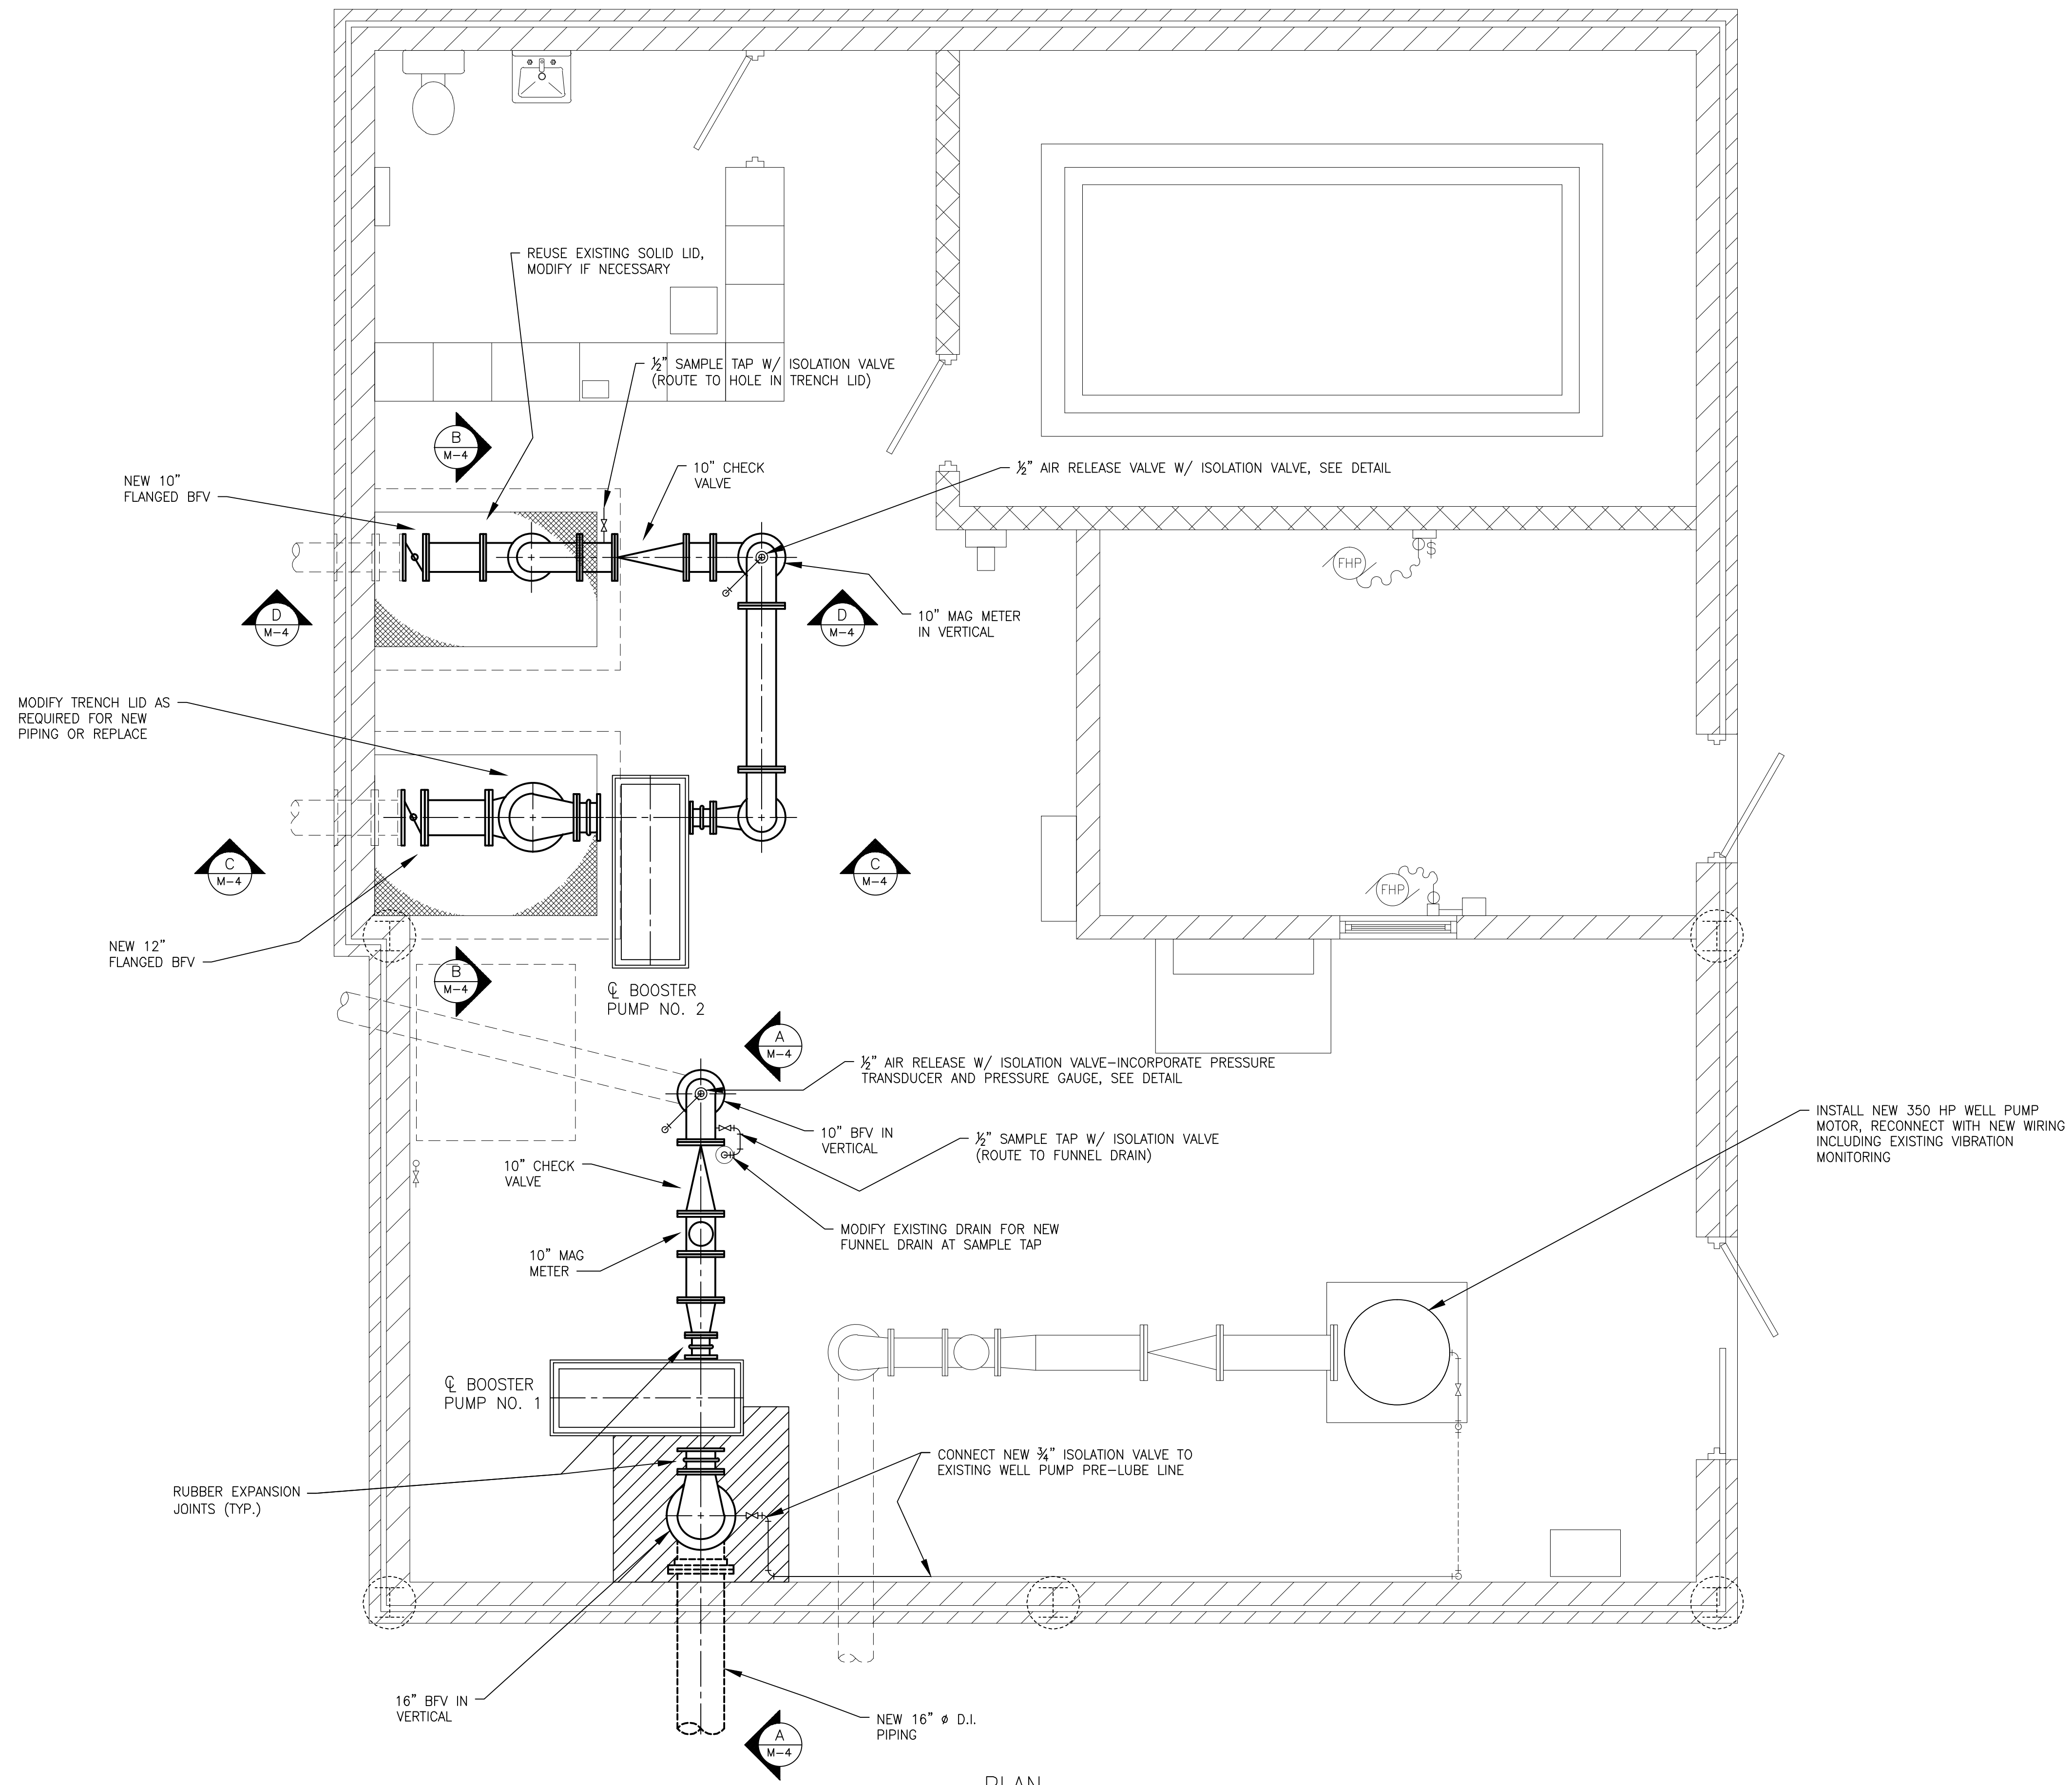 REUSE EXISTING SOLID LID,
MODIFY IF NECESSARY
½" SAMPLE TAP W/ ISOLATION VALVE
(ROUTE TO HOLE IN TRENCH LID)
B
M-4
NEW 10"
FLANGED BFV
10" CHECK
VALVE
½" AIR RELEASE VALVE W/ ISOLATION VALVE, SEE DETAIL
$
FHP
D
M-4
D
M-4
10" MAG METER
IN VERTICAL
MODIFY TRENCH LID AS
REQUIRED FOR NEW
PIPING OR REPLACE
C
M-4
C
M-4
FHP
NEW 12"
FLANGED BFV
B
M-4
℄ BOOSTER
PUMP NO. 2
A
M-4
½" AIR RELEASE W/ ISOLATION VALVE-INCORPORATE PRESSURE
TRANSDUCER AND PRESSURE GAUGE, SEE DETAIL
10" BFV IN
VERTICAL
½" SAMPLE TAP W/ ISOLATION VALVE
(ROUTE TO FUNNEL DRAIN)
INSTALL NEW 350 HP WELL PUMP
MOTOR, RECONNECT WITH NEW WIRING
INCLUDING EXISTING VIBRATION
MONITORING
10" CHECK
VALVE
MODIFY EXISTING DRAIN FOR NEW
FUNNEL DRAIN AT SAMPLE TAP
10" MAG
METER
℄ BOOSTER
PUMP NO. 1
CONNECT NEW ¾" ISOLATION VALVE TO
EXISTING WELL PUMP PRE-LUBE LINE
RUBBER EXPANSION
JOINTS (TYP.)
16" BFV IN
VERTICAL
NEW 16" ø D.I.
PIPING
A
M-4
PLAN